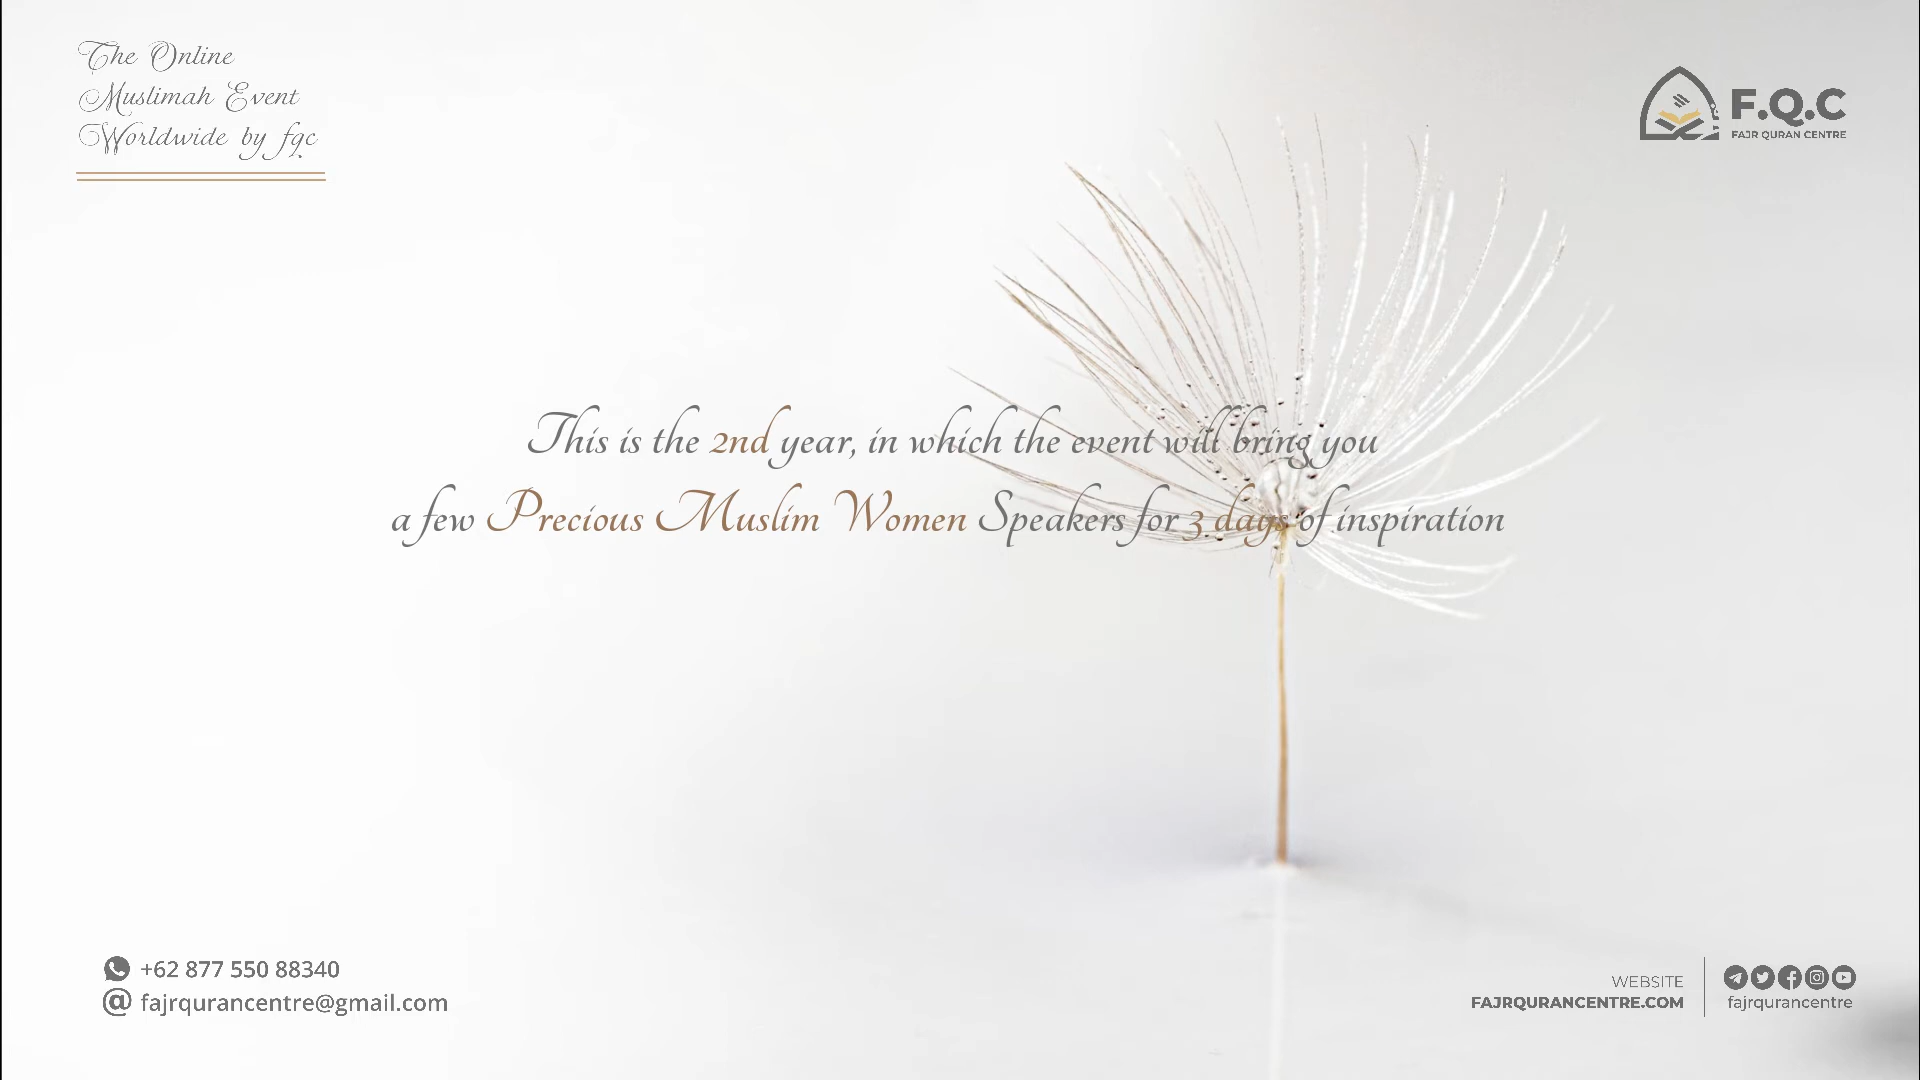 The Online
Muslimah Event
Worldwide by fqc
F.Q.C
FAJR QURAN CENTRE
This is the 2nd year, in which the event will bring you
a few Precious Muslim Women Speakers for 3 days of inspiration
+62 877 550 88340
fajrqurancentre@gmail.com
WEBSITE
FAJRQURANCENTRE.COM
fajrqurancentre